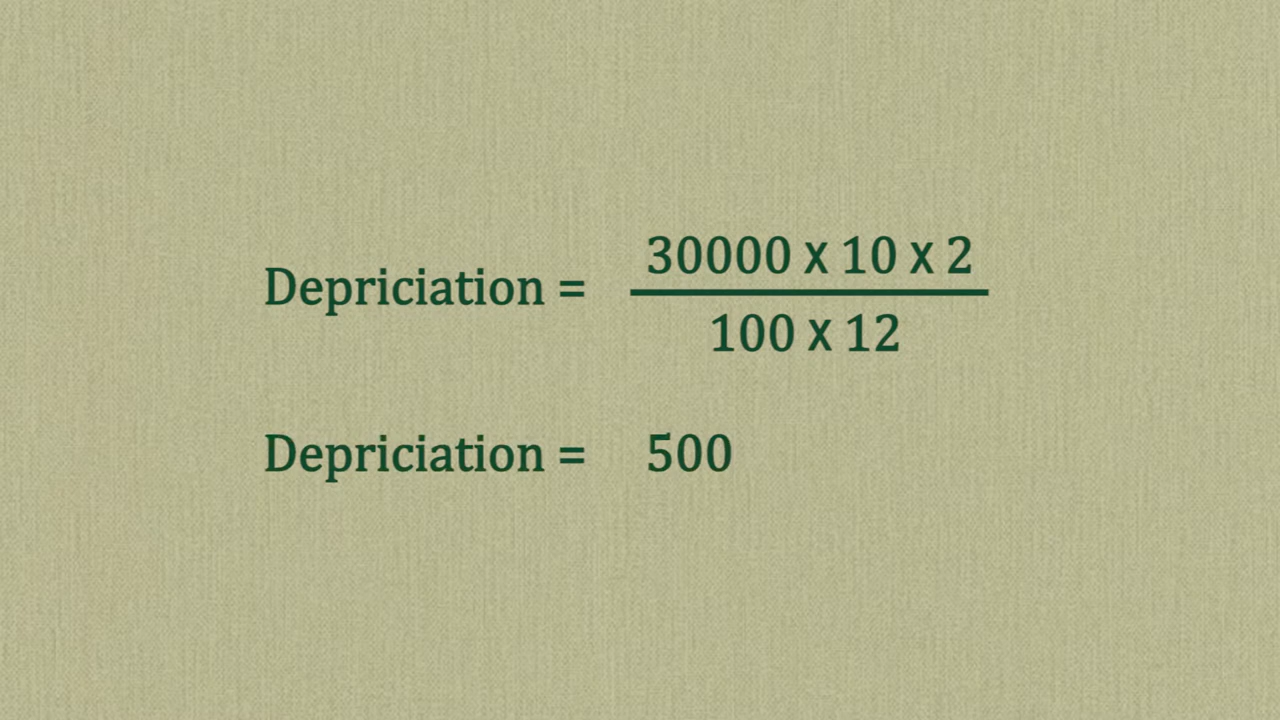 Depriciation = 30000 x 10 x 2
100 x 12
Depriciation = 500